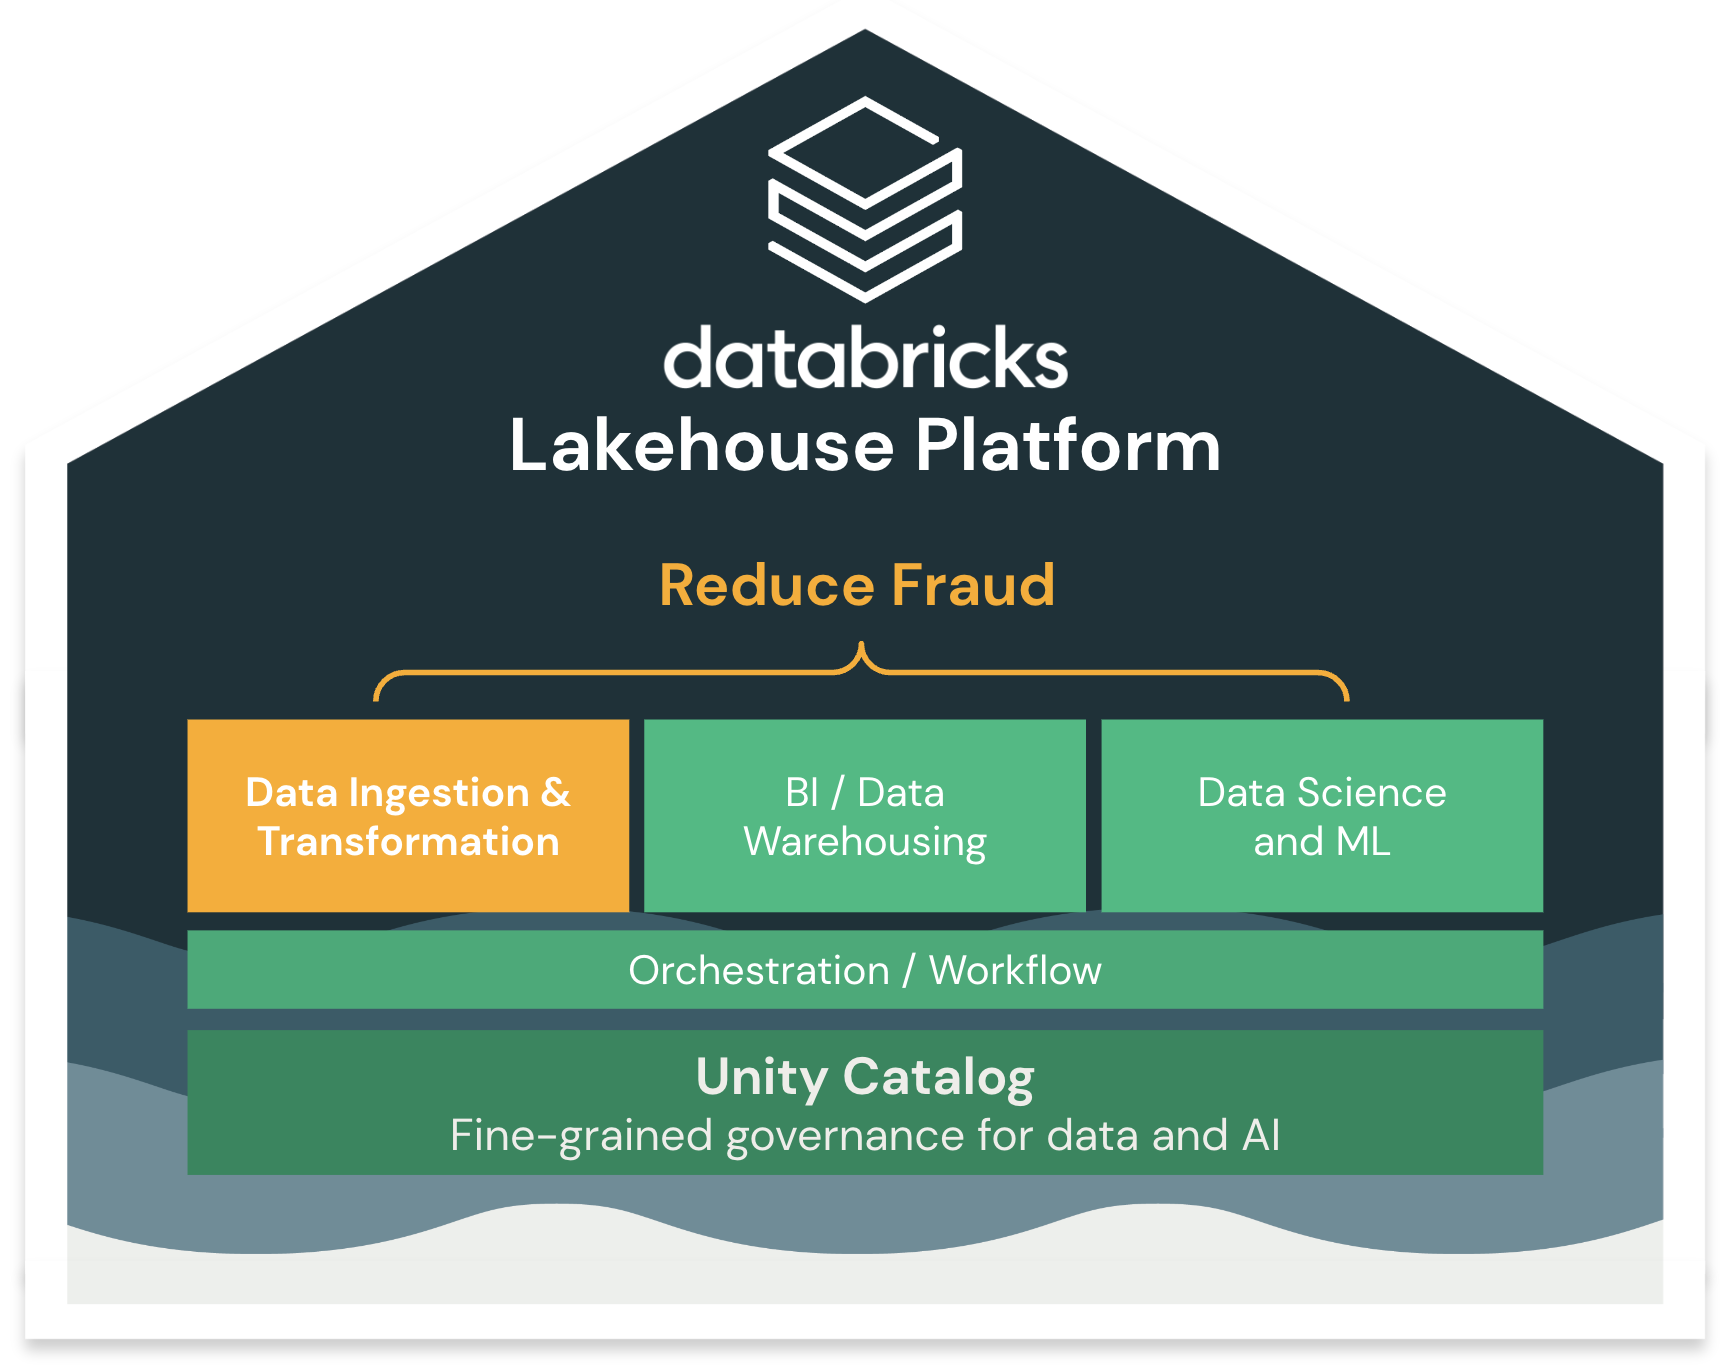 databricks
Lakehouse Platform
Reduce Fraud
Data Ingestion &
Transformation
BI / Data
Warehousing
Data Science
and ML
Orchestration / Workflow
Unity Catalog
Fine-grained governance for data and AI